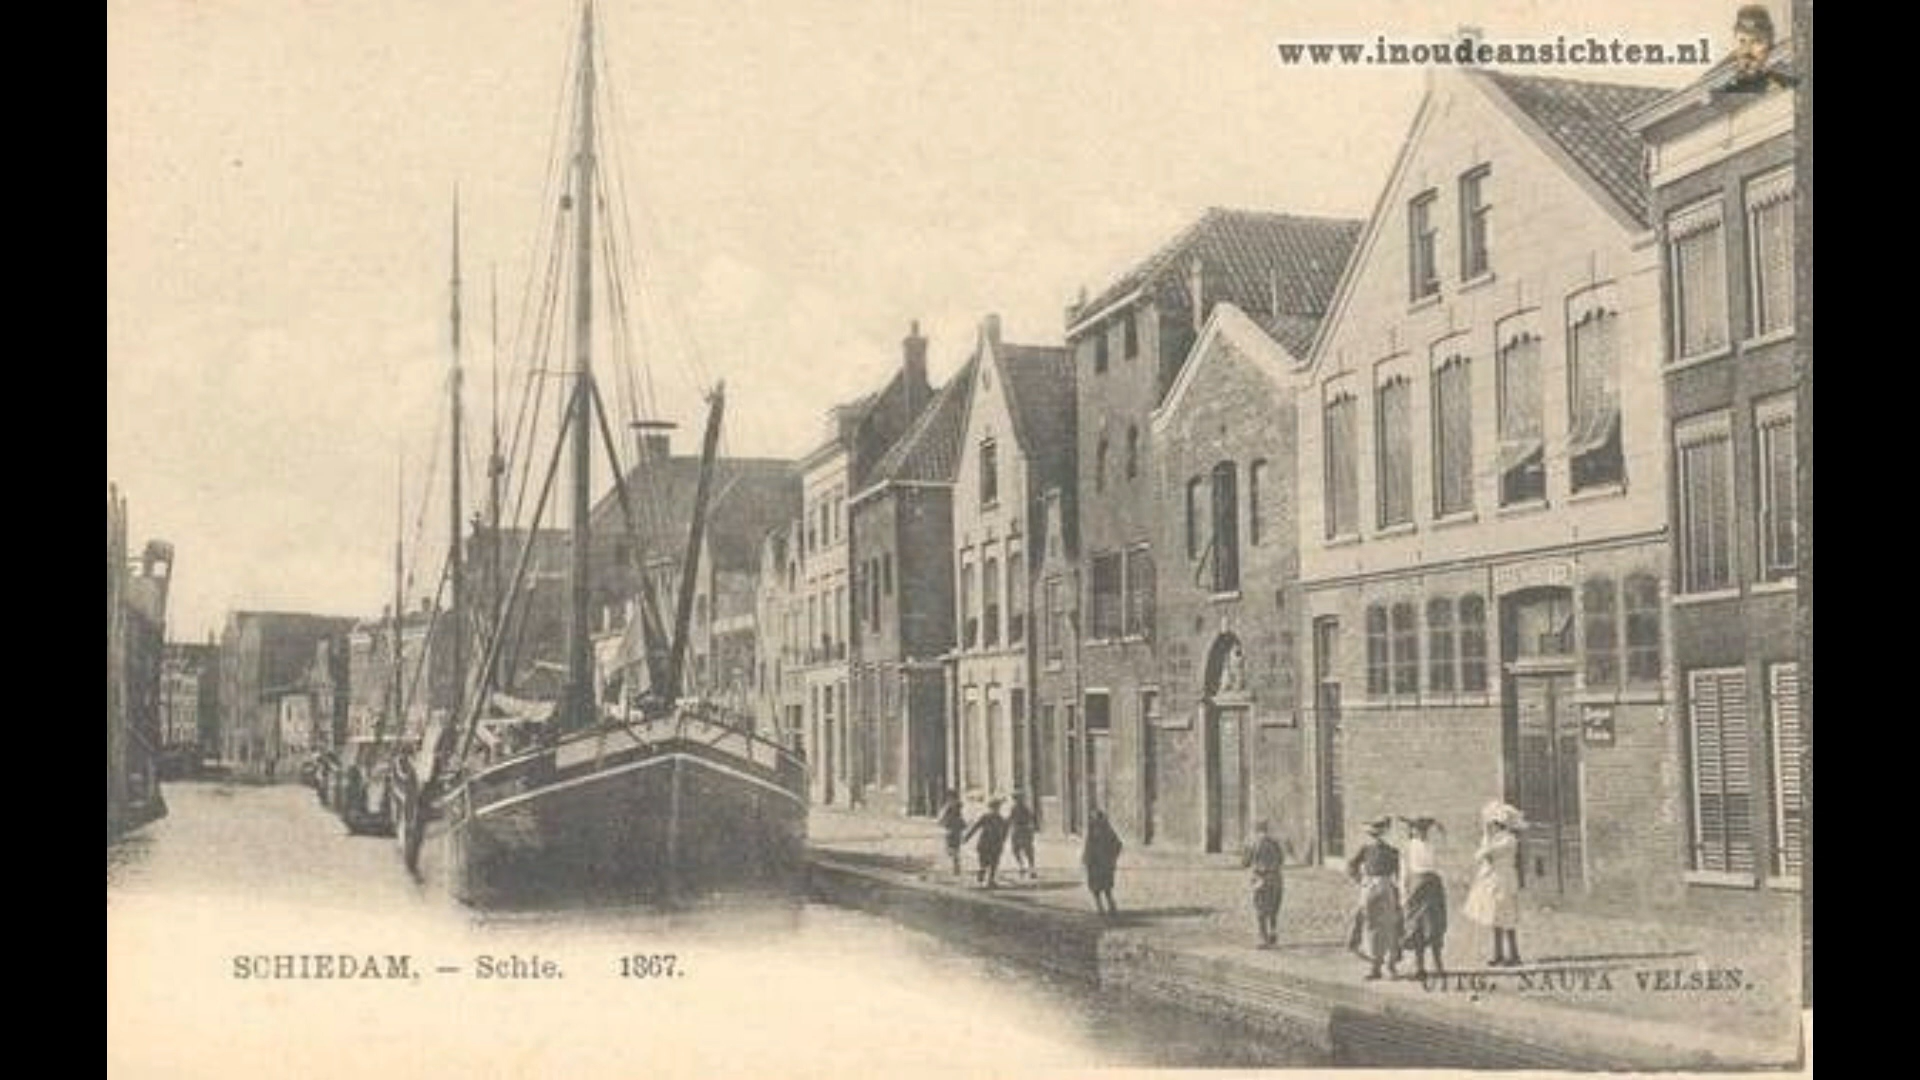 www.inoudeansichten.nl
SCHIEDAM. — Schie. 1867.
UITG. NAUTA VELSEN.